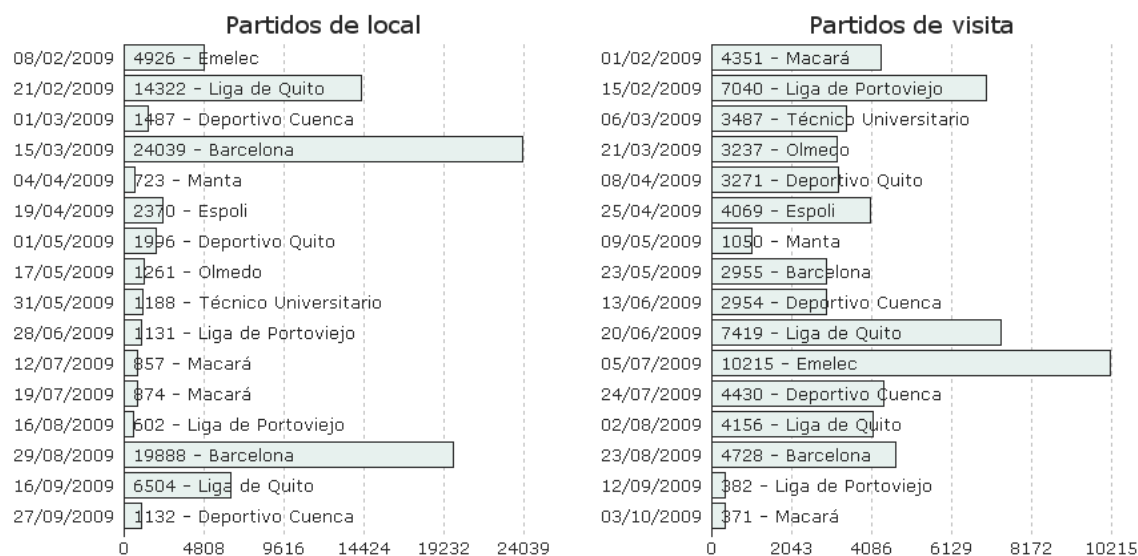 Partidos de local
08/02/2009 4926 - Emelec
21/02/2009 14322 - Liga de Quito
01/03/2009 1487 - Deportivo Cuenca
15/03/2009 24039 - Barcelona
04/04/2009 723 - Manta
19/04/2009 2370 - Espoli
01/05/2009 1996 - Deportivo Quito
17/05/2009 1261 - Olmedo
31/05/2009 1188 - Técnico Universitario
28/06/2009 1131 - Liga de Portoviejo
12/07/2009 857 - Macará
19/07/2009 874 - Macará
16/08/2009 602 - Liga de Portoviejo
29/08/2009 19888 - Barcelona
16/09/2009 6504 - Liga de Quito
27/09/2009 1132 - Deportivo Cuenca
0 4808 9616 14424 19232 24039
Partidos de visita
01/02/2009 4351 - Macará
15/02/2009 7040 - Liga de Portoviejo
06/03/2009 3487 - Técnico Universitario
21/03/2009 3237 - Olmedo
08/04/2009 3271 - Deportivo Quito
25/04/2009 4069 - Espoli
09/05/2009 1050 - Manta
23/05/2009 2955 - Barcelona
13/06/2009 2954 - Deportivo Cuenca
20/06/2009 7419 - Liga de Quito
05/07/2009 10215 - Emelec
24/07/2009 4430 - Deportivo Cuenca
02/08/2009 4156 - Liga de Quito
23/08/2009 4728 - Barcelona
12/09/2009 382 - Liga de Portoviejo
03/10/2009 371 - Macará
0 2043 4086 6129 8172 10215